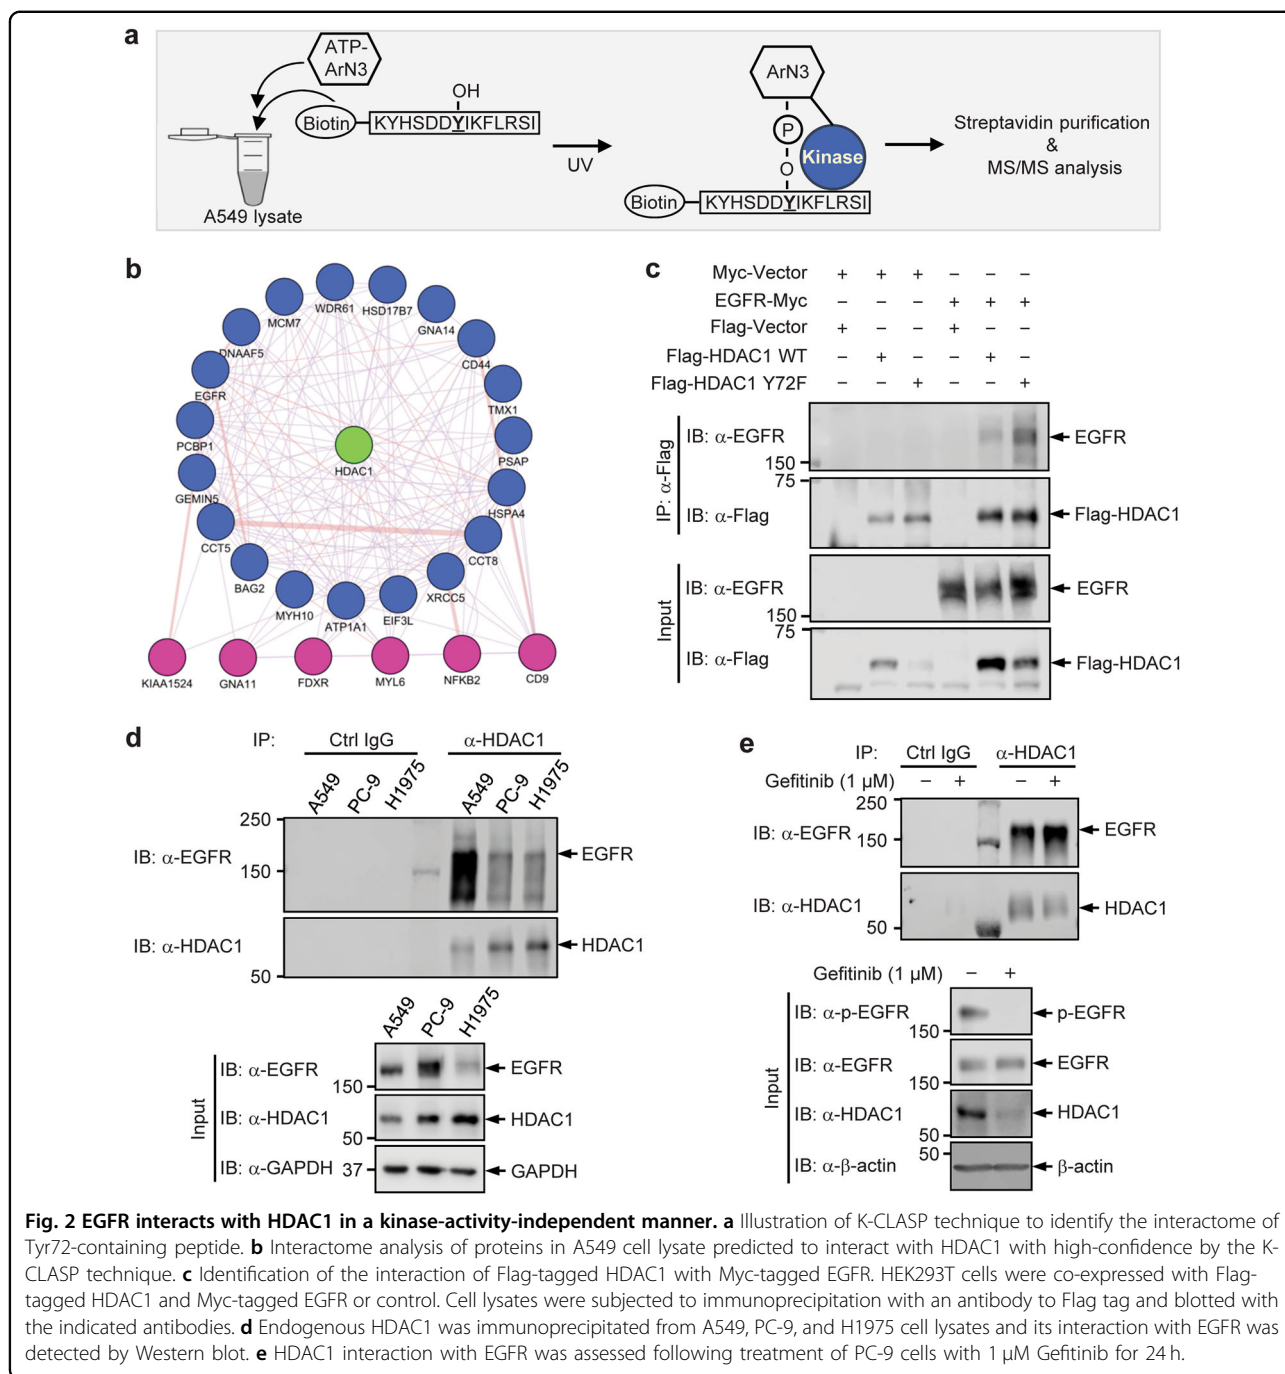 a
ATP-
ArN3
OH
Biotin
KYHSDDYIKFLRSI
A549 lysate
UV
ArN3
P
O
Kinase
Biotin
KYHSDDYIKFLRSI
Streptavidin purification
&
MS/MS analysis
b
WDR61
HSD17B7
MCM7
GNA14
DNAAF5
CD44
EGFR
TMX1
PCBP1
HDAC1
PSAP
GEMIN5
HSPA4
CCT5
CCT8
BAG2
XRCC5
MYH10
ATP1A1
EIF3L
KIAA1524
GNA11
FDXR
MYL6
NFKB2
CD9
c
Myc-Vector + + + – – –
EGFR-Myc – – – + + +
Flag-Vector + – – + – –
Flag-HDAC1 WT – + – – + –
Flag-HDAC1 Y72F – – + – – +
IP: α-Flag
IB: α-EGFR
150
EGFR
75
IB: α-Flag
Flag-HDAC1
Input
IB: α-EGFR
150
EGFR
75
IB: α-Flag
Flag-HDAC1
d
IP: Ctrl IgG α-HDAC1
A549 PC-9 H1975 A549 PC-9 H1975
250
IB: α-EGFR
150
EGFR
IB: α-HDAC1
50
HDAC1
A549 PC-9 H1975
Input
IB: α-EGFR
150
EGFR
IB: α-HDAC1
50
HDAC1
IB: α-GAPDH 37 GAPDH
e
IP: Ctrl IgG α-HDAC1
Gefitinib (1 µM) – + – +
250
IB: α-EGFR
150
EGFR
IB: α-HDAC1
50
HDAC1
Gefitinib (1 µM) – +
Input
IB: α-p-EGFR
150
p-EGFR
IB: α-EGFR
150
EGFR
IB: α-HDAC1
50
HDAC1
50
IB: α-β-actin
β-actin
Fig. 2 EGFR interacts with HDAC1 in a kinase-activity-independent manner. a Illustration of K-CLASP technique to identify the interactome of
Tyr72-containing peptide. b Interactome analysis of proteins in A549 cell lysate predicted to interact with HDAC1 with high-confidence by the K-
CLASP technique. c Identification of the interaction of Flag-tagged HDAC1 with Myc-tagged EGFR. HEK293T cells were co-expressed with Flag-
tagged HDAC1 and Myc-tagged EGFR or control. Cell lysates were subjected to immunoprecipitation with an antibody to Flag tag and blotted with
the indicated antibodies. d Endogenous HDAC1 was immunoprecipitated from A549, PC-9, and H1975 cell lysates and its interaction with EGFR was
detected by Western blot. e HDAC1 interaction with EGFR was assessed following treatment of PC-9 cells with 1 µM Gefitinib for 24 h.